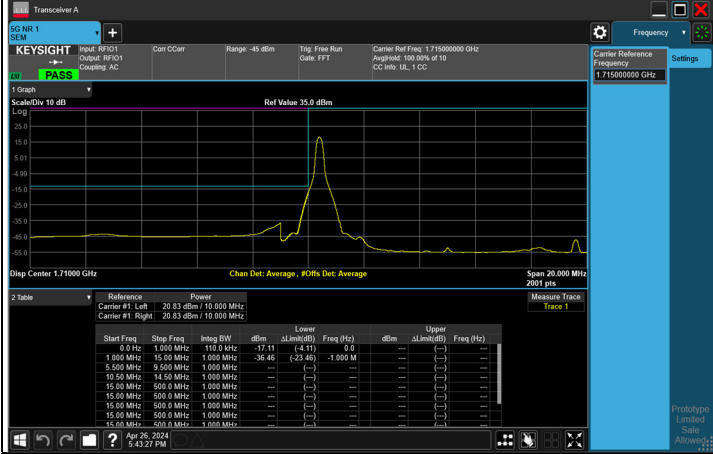 Transceiver A
5G NR 1
SEM
Frequency
KEYSIGHT
PASS
Input: RFIO1
Output: RFIO1
Coupling: AC
Corr CCorr
Range: -45 dBm
Trig: Free Run
Gate: FFT
Carrier Ref Freq: 1.715000000 GHz
Avg|Hold: 100.00% of 10
CC Info: UL, 1 CC
Carrier Reference
Frequency
1.715000000 GHz
Settings
1 Graph
Scale/Div 10 dB
Ref Value 35.0 dBm
Log
25.0
15.0
5.01
-4.99
-15.0
-25.0
-35.0
-45.0
-55.0
Disp Center 1.71000 GHz
Chan Det: Average , #Offs Det: Average
Span 20.000 MHz
2001 pts
2 Table
Reference Power
Carrier #1: Left 20.83 dBm / 10.000 MHz
Carrier #1: Right 20.83 dBm / 10.000 MHz
Measure Trace
Trace 1
Lower Upper
Start Freq Stop Freq Integ BW dBm ΔLimit(dB) Freq (Hz) dBm ΔLimit(dB) Freq (Hz)
0.0 Hz 1.000 MHz 110.0 kHz -17.11 (-4.11) 0.0 --- (---) ---
1.000 MHz 15.00 MHz 1.000 MHz -36.46 (-23.46) -1.000 M --- (---) ---
5.500 MHz 9.500 MHz 1.000 MHz --- (---) --- --- (---) ---
10.50 MHz 14.50 MHz 1.000 MHz --- (---) --- --- (---) ---
15.00 MHz 500.0 MHz 1.000 MHz --- (---) --- --- (---) ---
15.00 MHz 500.0 MHz 1.000 MHz --- (---) --- --- (---) ---
15.00 MHz 500.0 MHz 1.000 MHz --- (---) --- --- (---) ---
15.00 MHz 500.0 MHz 1.000 MHz --- (---) --- --- (---) ---
15.00 MHz 500.0 MHz 1.000 MHz --- (---) --- --- (---) ---
Apr 26, 2024
5:43:27 PM
Prototype
Limited
Sale
Allowed